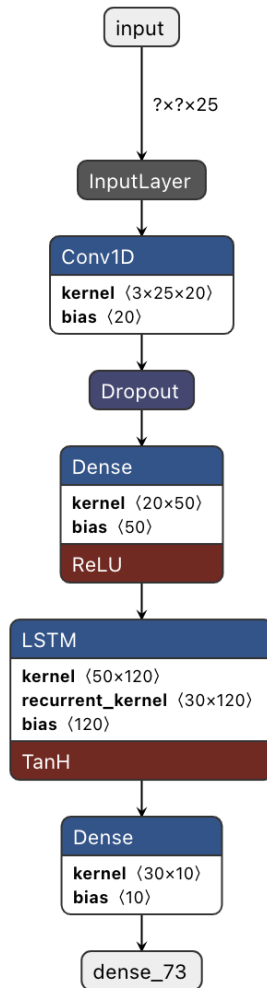 input
?×?×25
InputLayer
Conv1D
kernel ⟨3×25×20⟩
bias ⟨20⟩
Dropout
Dense
kernel ⟨20×50⟩
bias ⟨50⟩
ReLU
LSTM
kernel ⟨50×120⟩
recurrent_kernel ⟨30×120⟩
bias ⟨120⟩
TanH
Dense
kernel ⟨30×10⟩
bias ⟨10⟩
dense_73